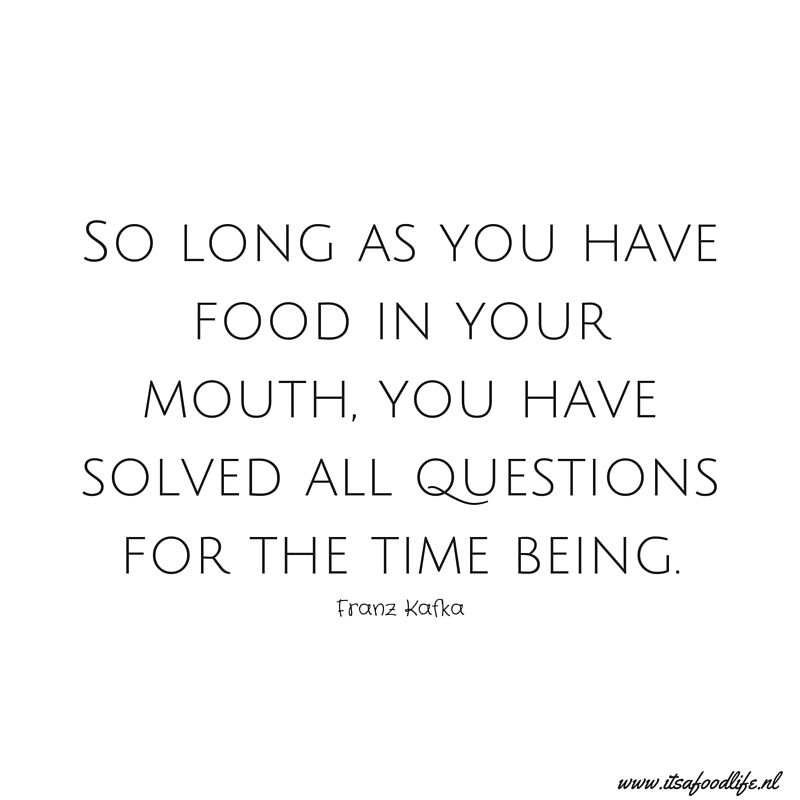 So long as you have
food in your
mouth, you have
solved all questions
for the time being.
Franz Kafka
www.itsafoodlife.nl